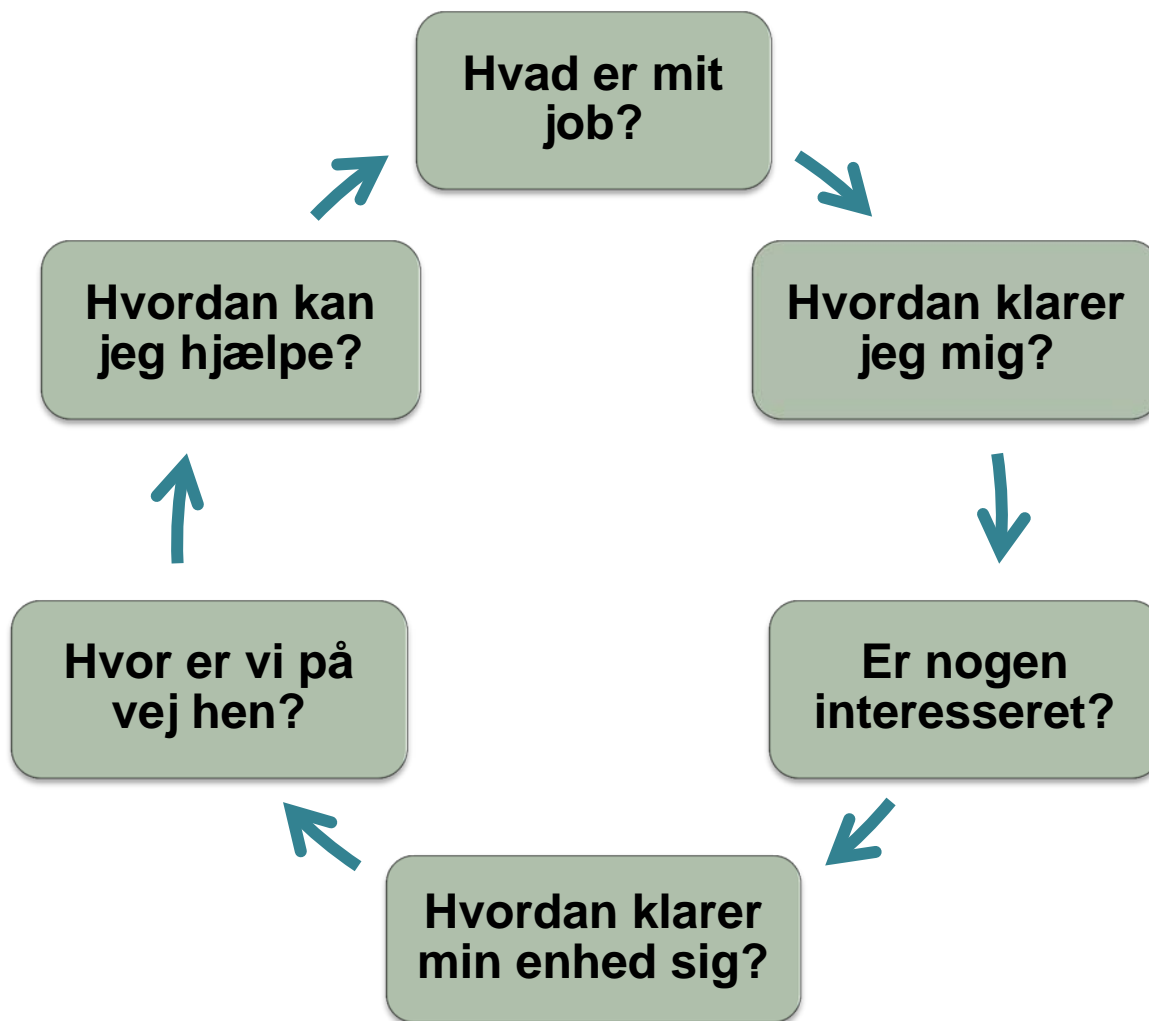 Hvad er mit
job?
Hvordan klarer
jeg mig?
Er nogen
interesseret?
Hvordan klarer
min enhed sig?
Hvor er vi på
vej hen?
Hvordan kan
jeg hjælpe?